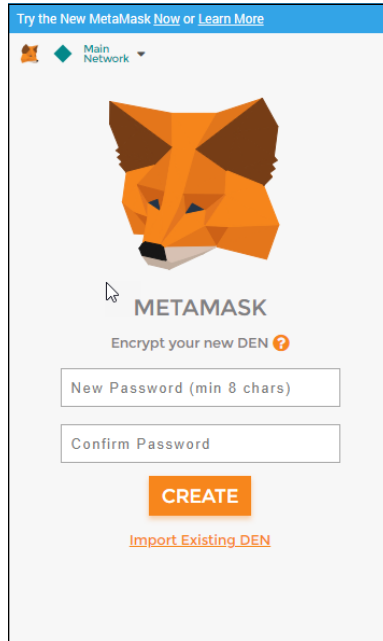 Try the New MetaMask Now or Learn More
Main
Network
METAMASK
Encrypt your new DEN ?
New Password (min 8 chars)
Confirm Password
CREATE
Import Existing DEN